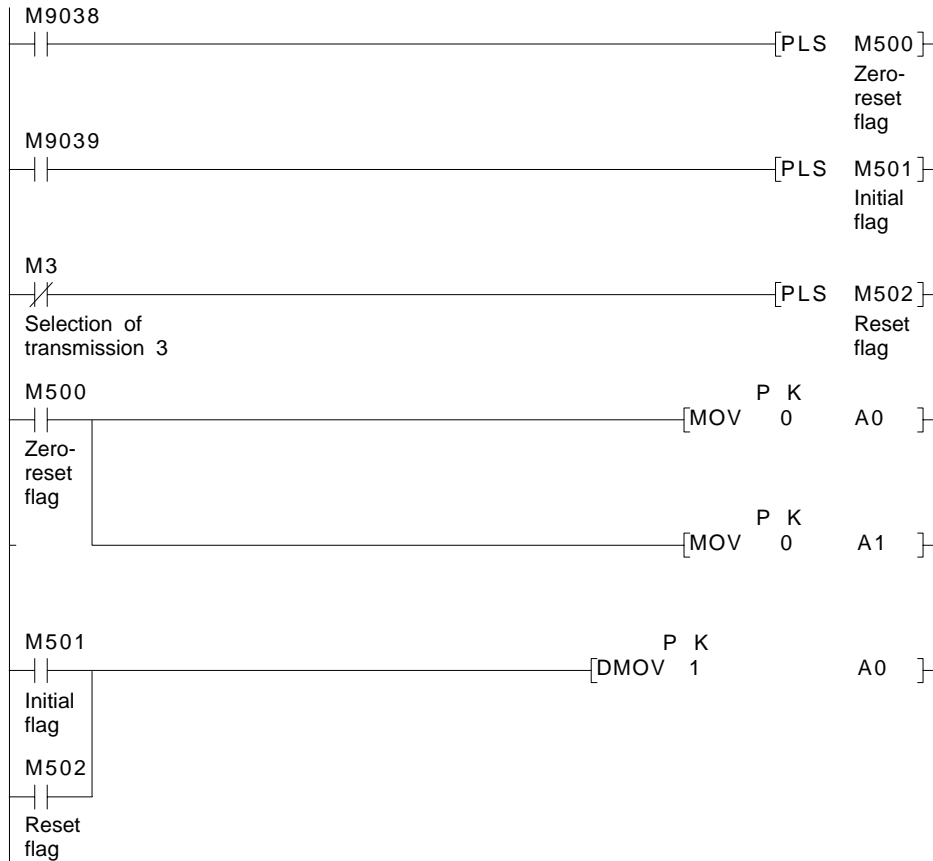 M9038
PLS M500
Zero-
reset
flag
M9039
PLS M501
Initial
flag
M3
PLS M502
Selection of
transmission 3
Reset
flag
M500
P K
MOV 0 A0
Zero-
reset
flag
P K
MOV 0 A1
M501
P K
DMOV 1 A0
Initial
flag
M502
Reset
flag